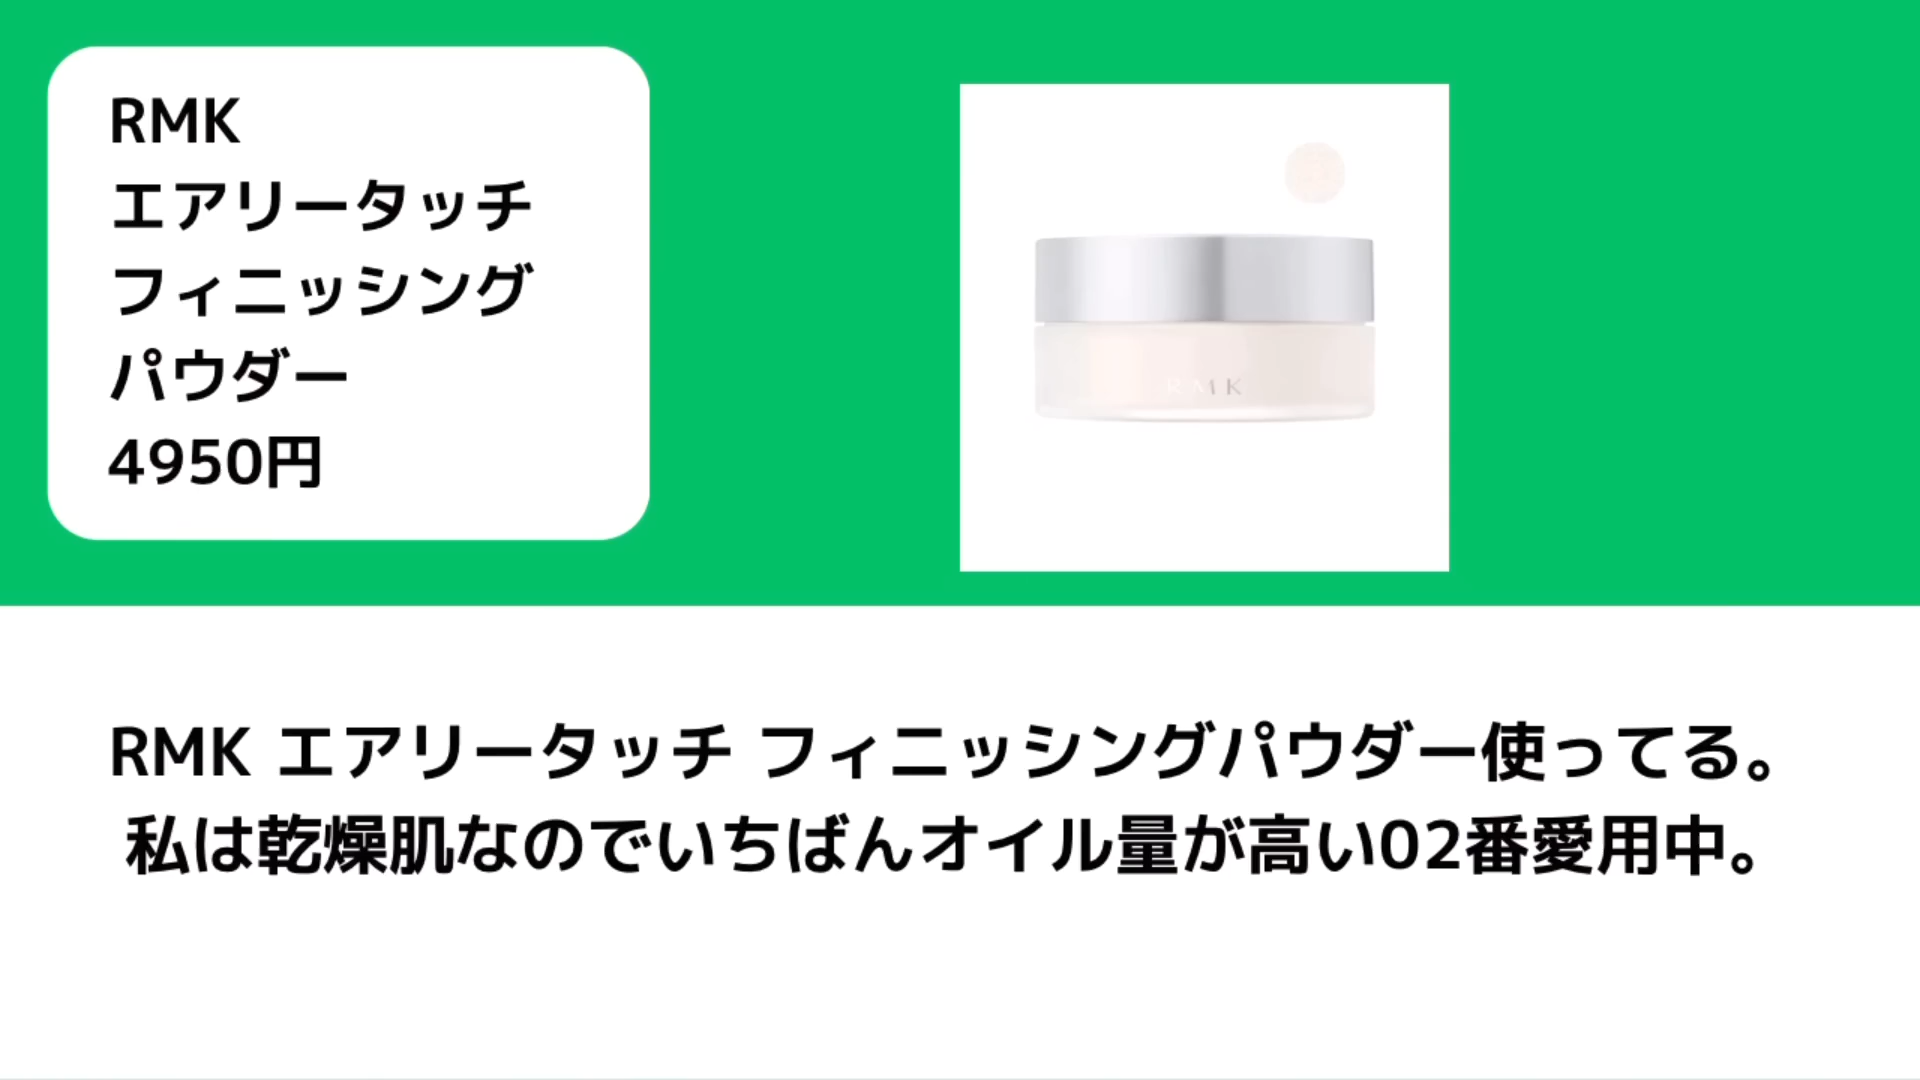 RMK
エアリータッチ
フィニッシング
パウダー
4950円
RMK
RMK エアリータッチ フィニッシングパウダー使ってる。
私は乾燥肌なのでいちばんオイル量が高い02番愛用中。